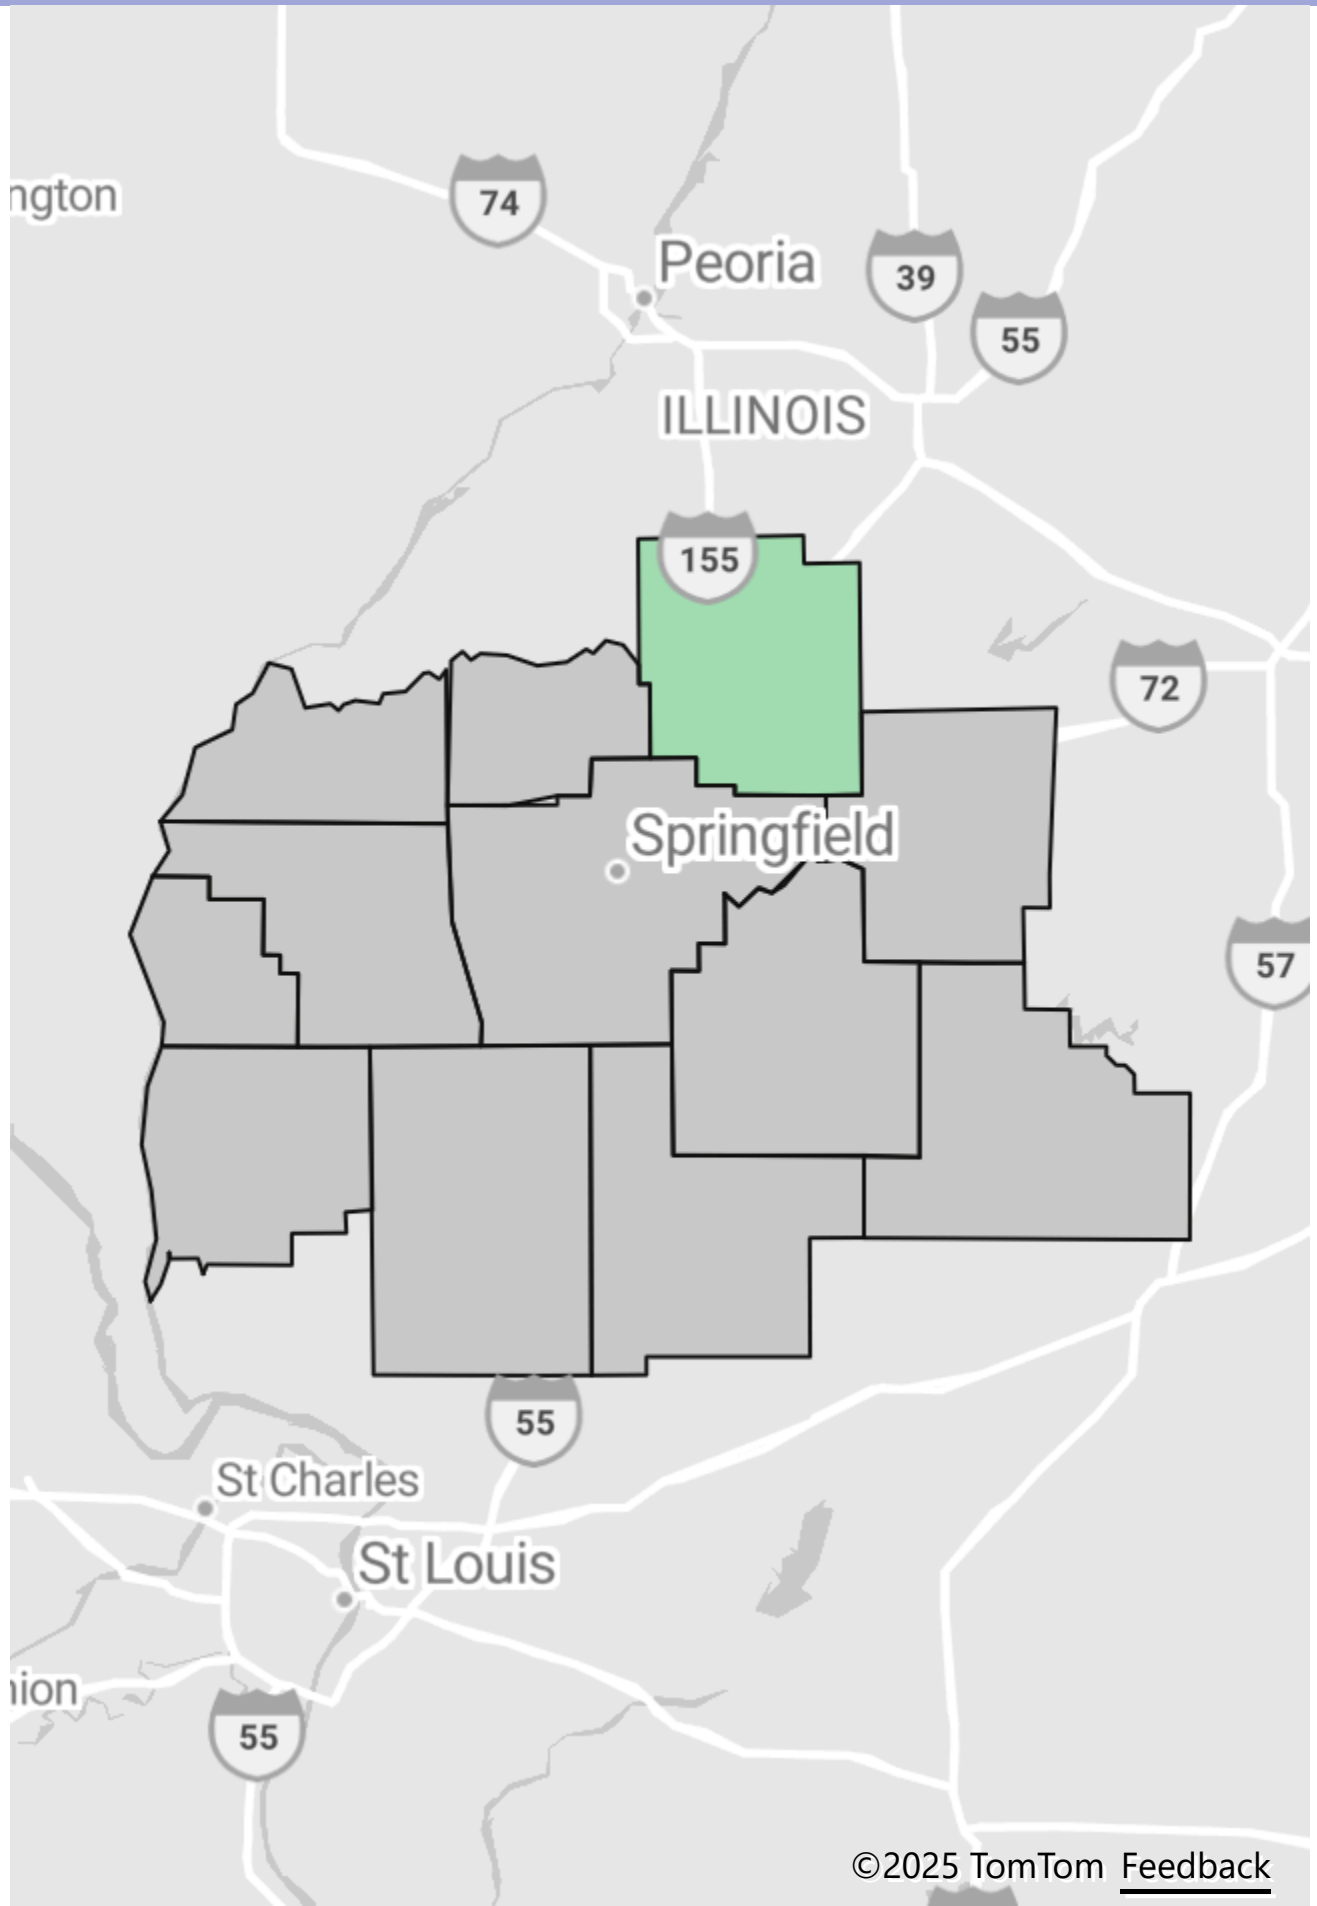 ngton
74
Peoria
39
55
ILLINOIS
155
72
Springfield
57
55
St Charles
St Louis
nion
55
©2025 TomTom Feedback